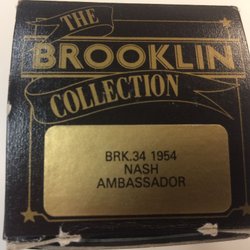 THE
BROOKLIN
COLLECTION
BRK.34 1954
NASH
AMBASSADOR